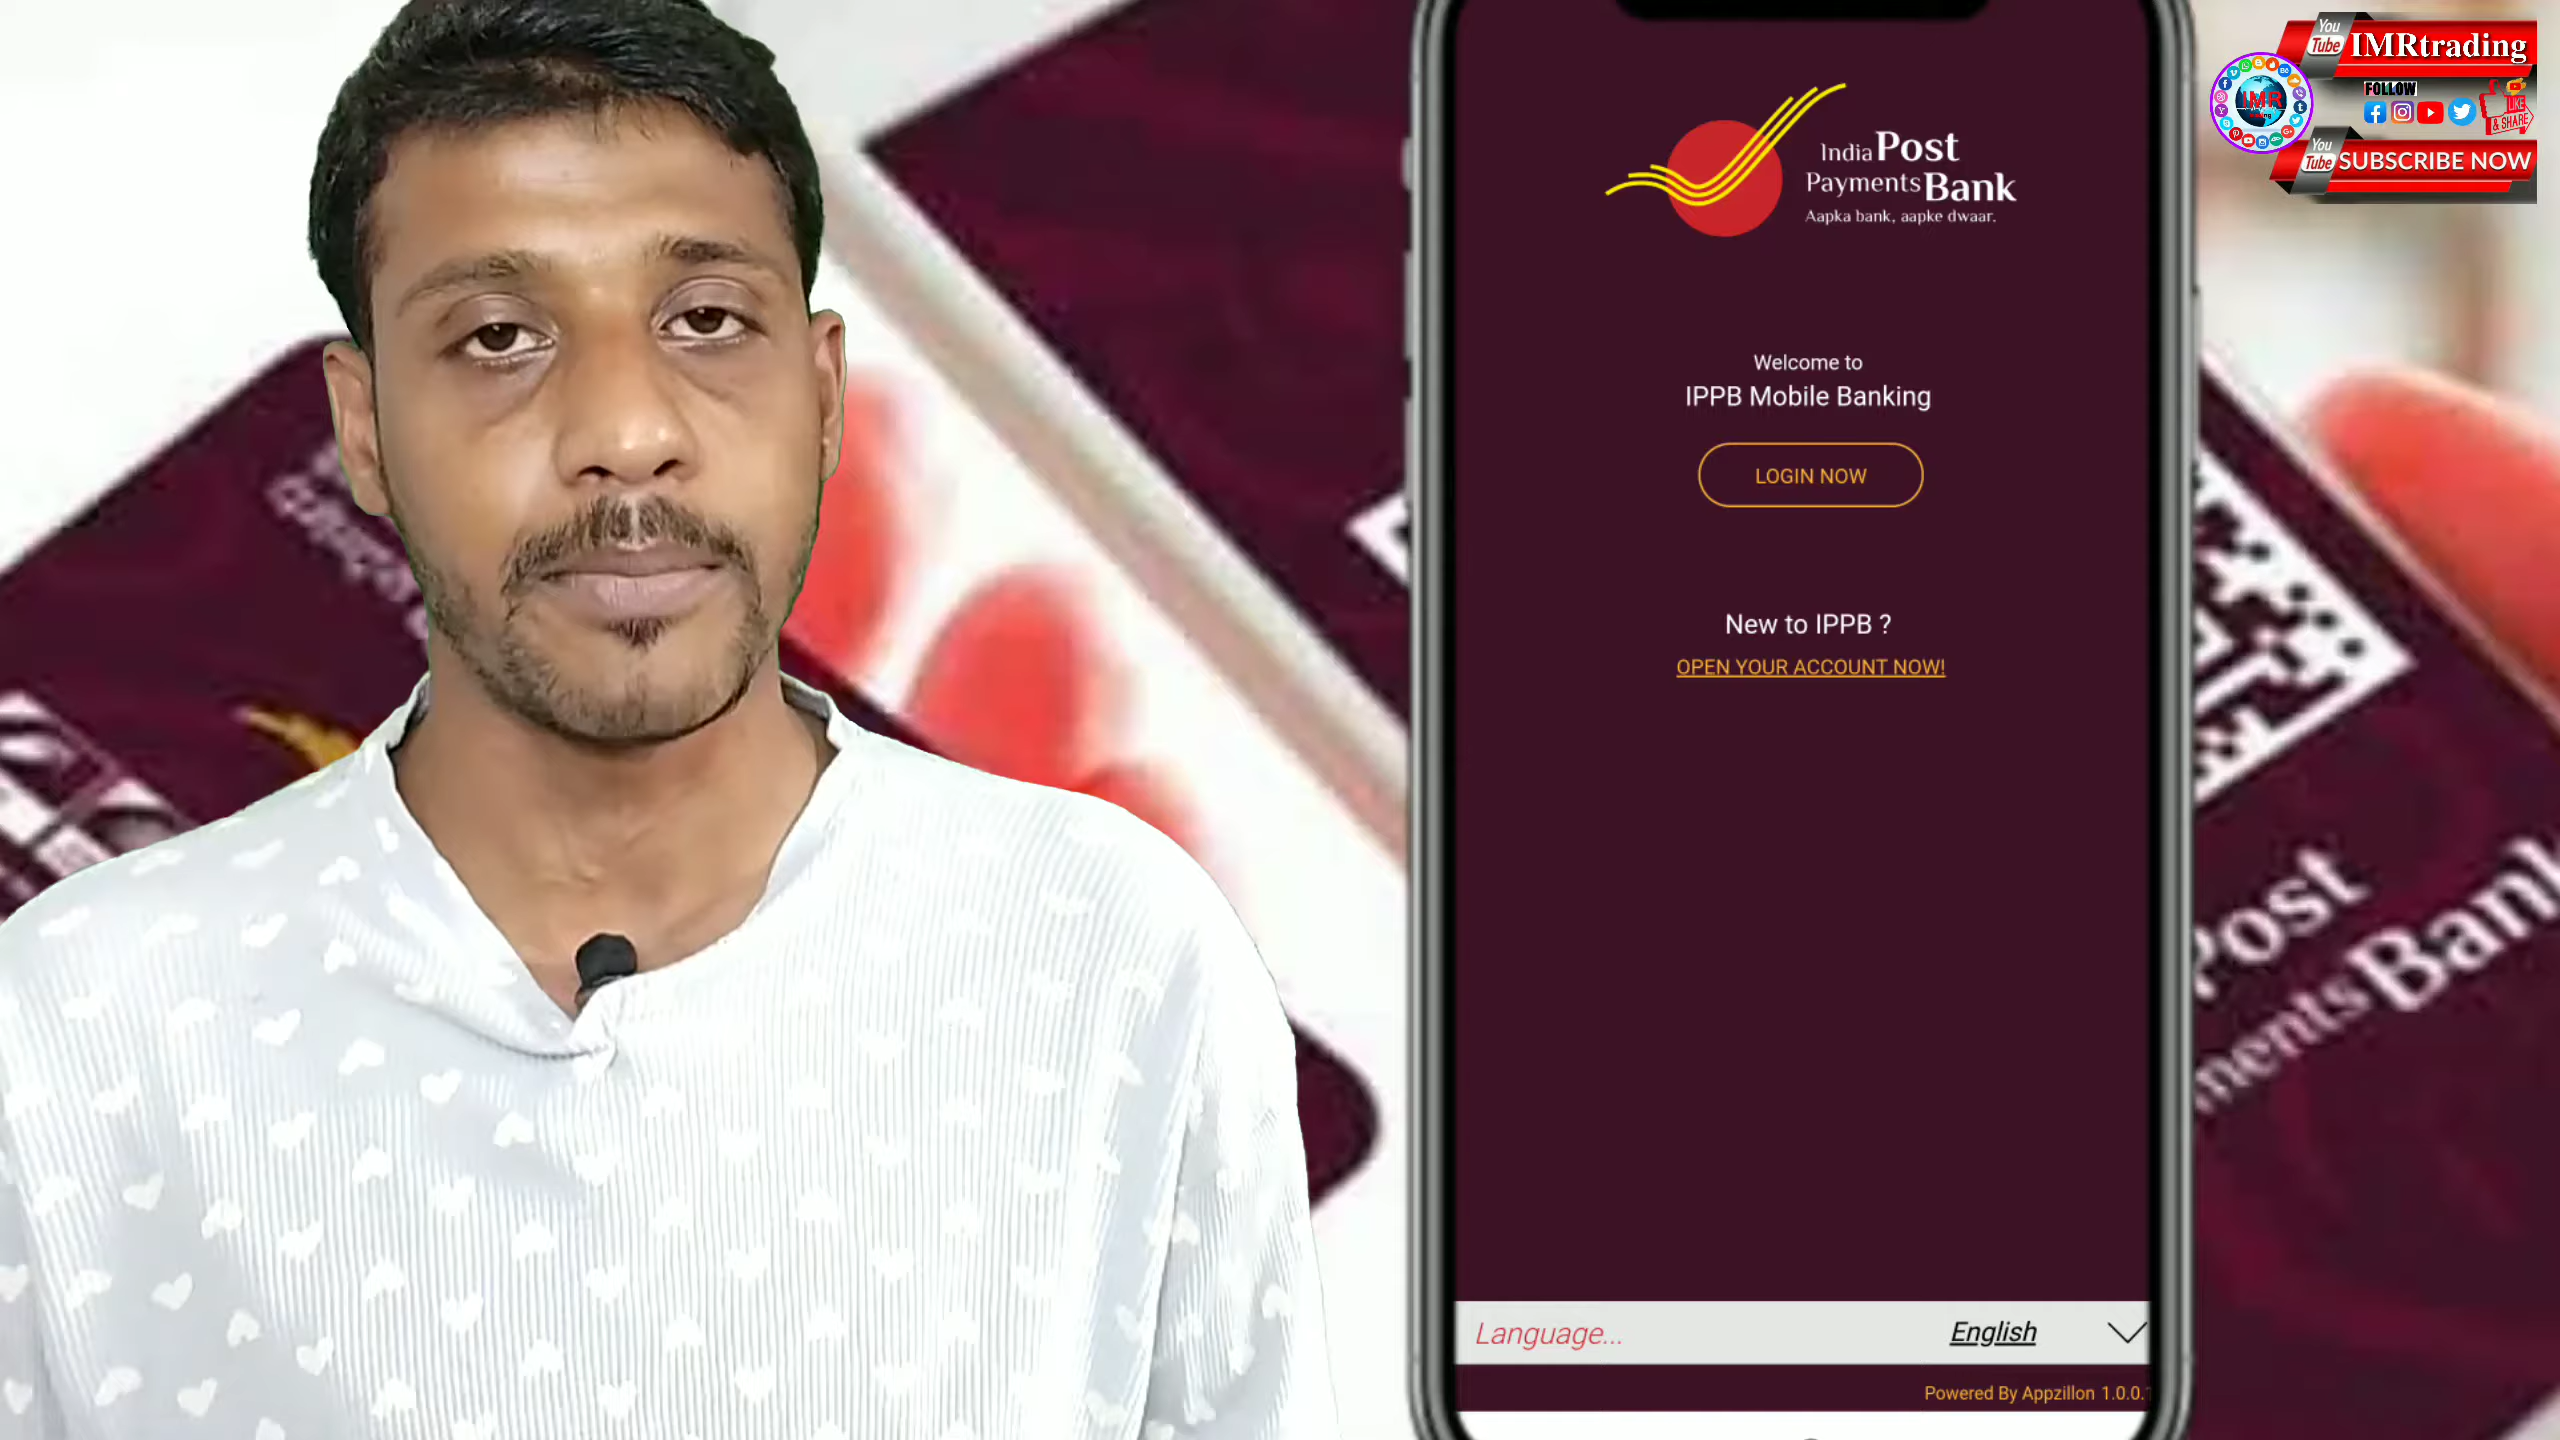 You
Tube
IMRtrading
FOLLOW
IMR
LIKE
& SHARE
You
Tube
SUBSCRIBE NOW
India Post
Payments Bank
Aapka bank, aapke dwaar.
Welcome to
IPPB Mobile Banking
LOGIN NOW
New to IPPB ?
OPEN YOUR ACCOUNT NOW!
Post
ments Bank
Language...
English
Powered By Appzillon 1.0.0.